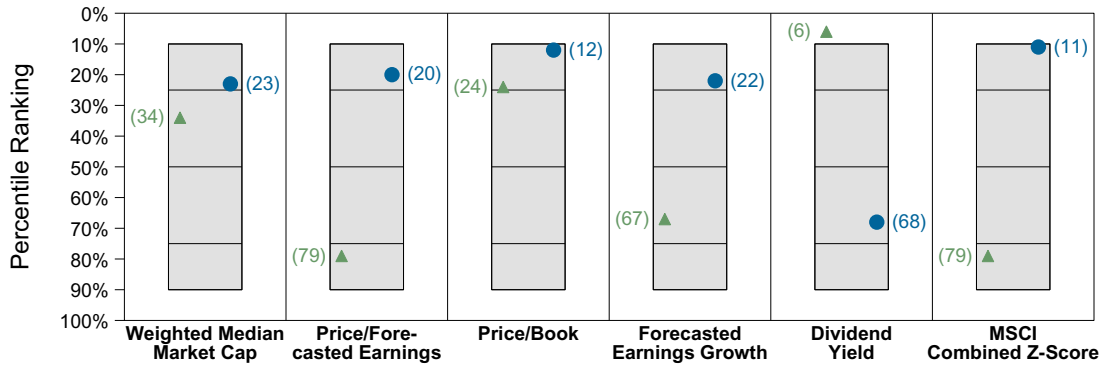 0%
10%
20%
30%
40%
50%
60%
70%
80%
90%
100%
Percentile Ranking
(34)
(23)
(79)
(20)
(24)
(12)
(67)
(22)
(6)
(68)
(79)
(11)
Weighted Median
Market Cap
Price/Fore-
casted Earnings
Price/Book
Forecasted
Earnings Growth
Dividend
Yield
MSCI
Combined Z-Score